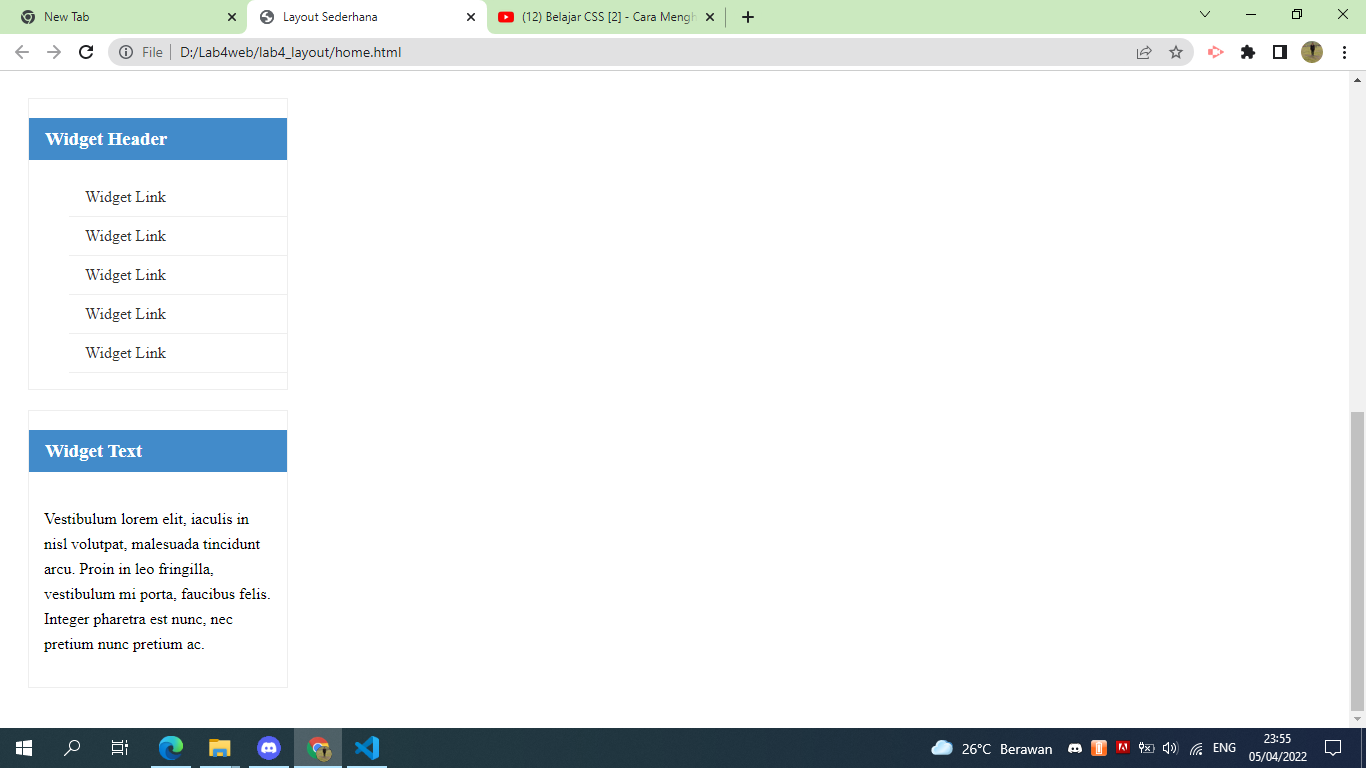 New Tab
Layout Sederhana
(12) Belajar CSS [2] - Cara Mengh
File
D:/Lab4web/lab4_layout/home.html
Widget Header
Widget Link
Widget Link
Widget Link
Widget Link
Widget Link
Widget Text
Vestibulum lorem elit, iaculis in
nisl volutpat, malesuada tincidunt
arcu. Proin in leo fringilla,
vestibulum mi porta, faucibus felis.
Integer pharetra est nunc, nec
pretium nunc pretium ac.
26°C Berawan
ENG
23:55
05/04/2022